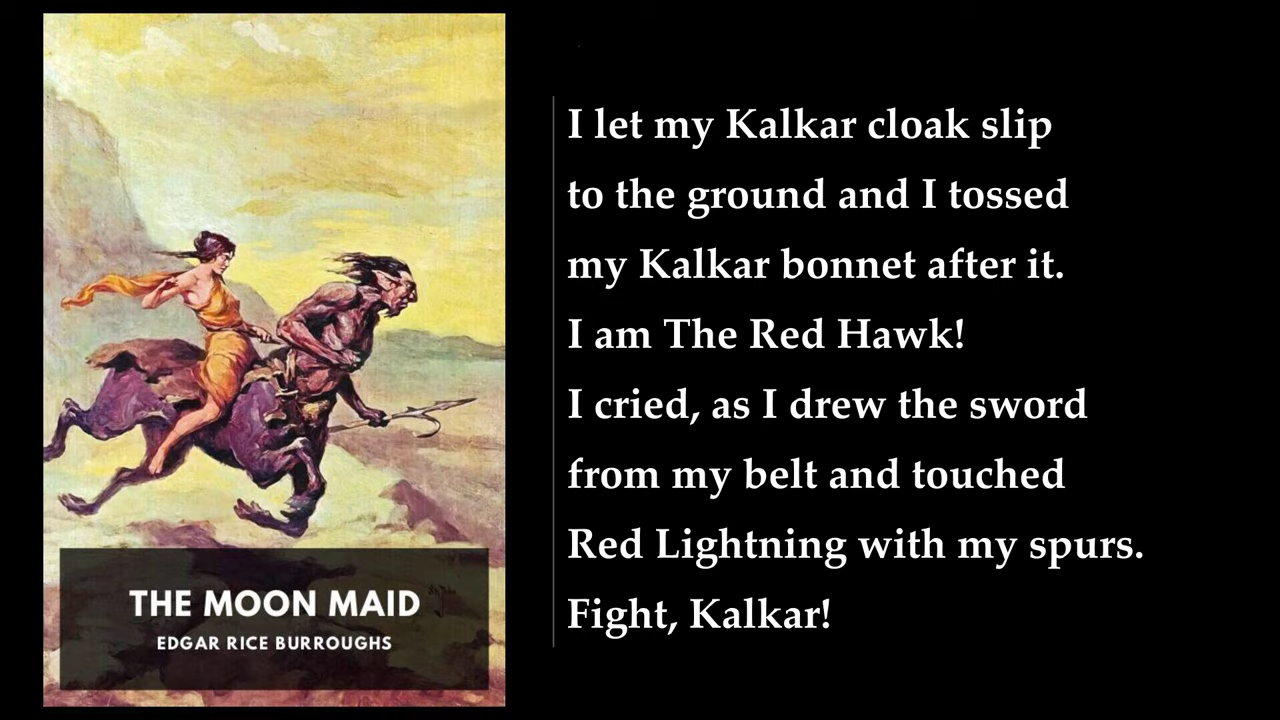 THE MOON MAID
EDGAR RICE BURROUGHS
I let my Kalkar cloak slip
to the ground and I tossed
my Kalkar bonnet after it.
I am The Red Hawk!
I cried, as I drew the sword
from my belt and touched
Red Lightning with my spurs.
Fight, Kalkar!